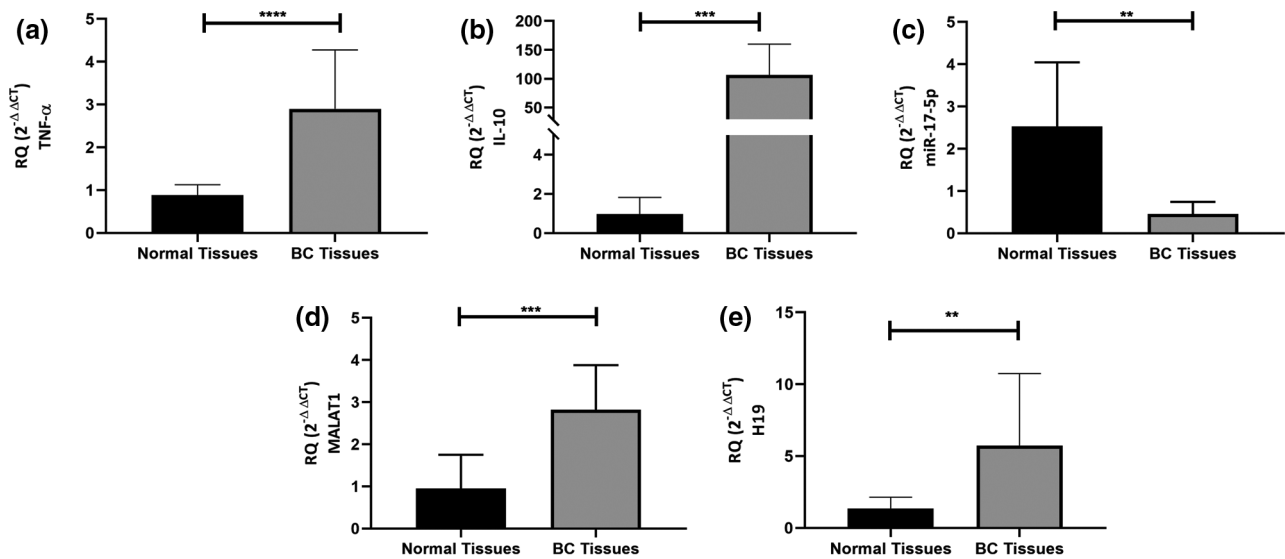 (a)
****
RQ (2^-ΔΔCT)
TNF-α
5
4
3
2
1
0
Normal Tissues BC Tissues
(b)
***
RQ (2^-ΔΔCT)
IL-10
200
150
100
50
4
2
0
Normal Tissues BC Tissues
(c)
**
RQ (2^-ΔΔCT)
miR-17-5p
5
4
3
2
1
0
Normal Tissues BC Tissues
(d)
***
RQ (2^-ΔΔCT)
MALAT1
5
4
3
2
1
0
Normal Tissues BC Tissues
(e)
**
RQ (2^-ΔΔCT)
H19
15
10
5
0
Normal Tissues BC Tissues